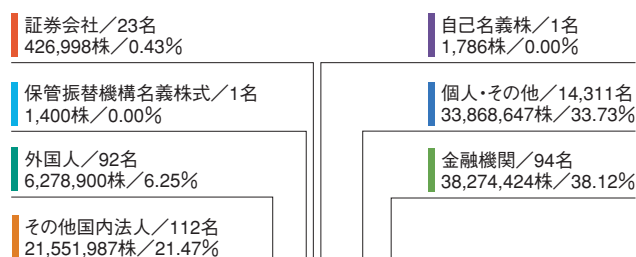 証券会社／23名
426,998株／0.43%
保管振替機構名義株式／1名
1,400株／0.00%
外国人／92名
6,278,900株／6.25%
その他国内法人／112名
21,551,987株／21.47%
自己名義株／1名
1,786株／0.00%
個人・その他／14,311名
33,868,647株／33.73%
金融機関／94名
38,274,424株／38.12%